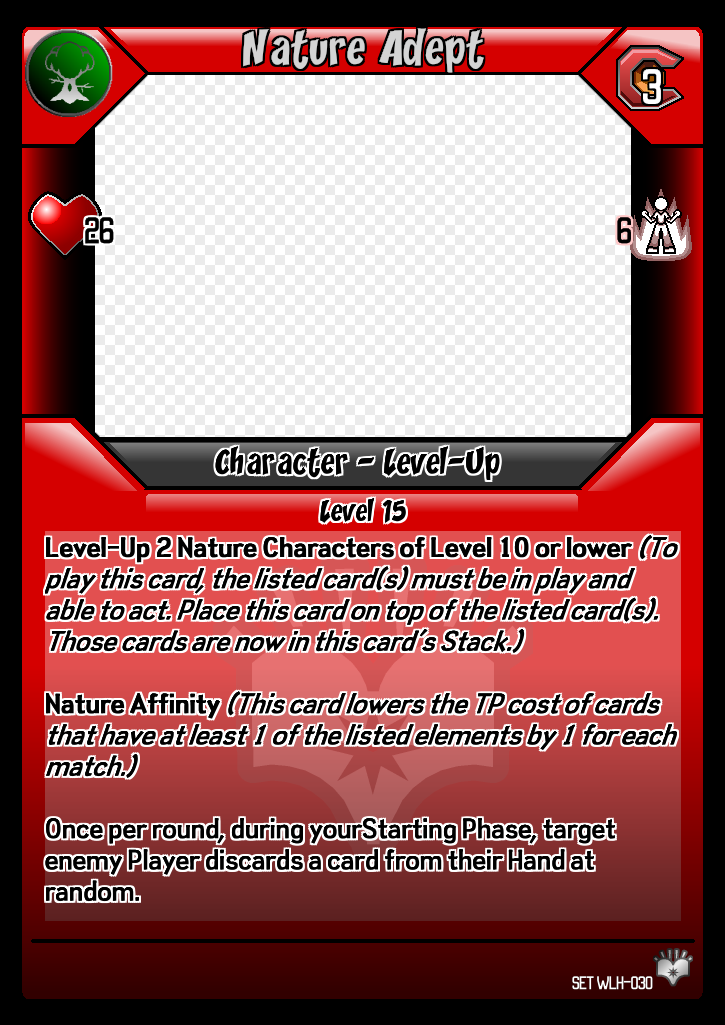 Nature Adept
3
26
6
Character - Level-Up
Level 15
Level-Up 2 Nature Characters of Level 10 or lower (To
play this card, the listed card(s) must be in play and
able to act. Place this card on top of the listed card(s).
Those cards are now in this card's Stack.)
Nature Affinity (This card lowers the TP cost of cards
that have at least 1 of the listed elements by 1 for each
match.)
Once per round, during yourStarting Phase, target
enemy Player discards a card from their Hand at
random.
SET WLH-030